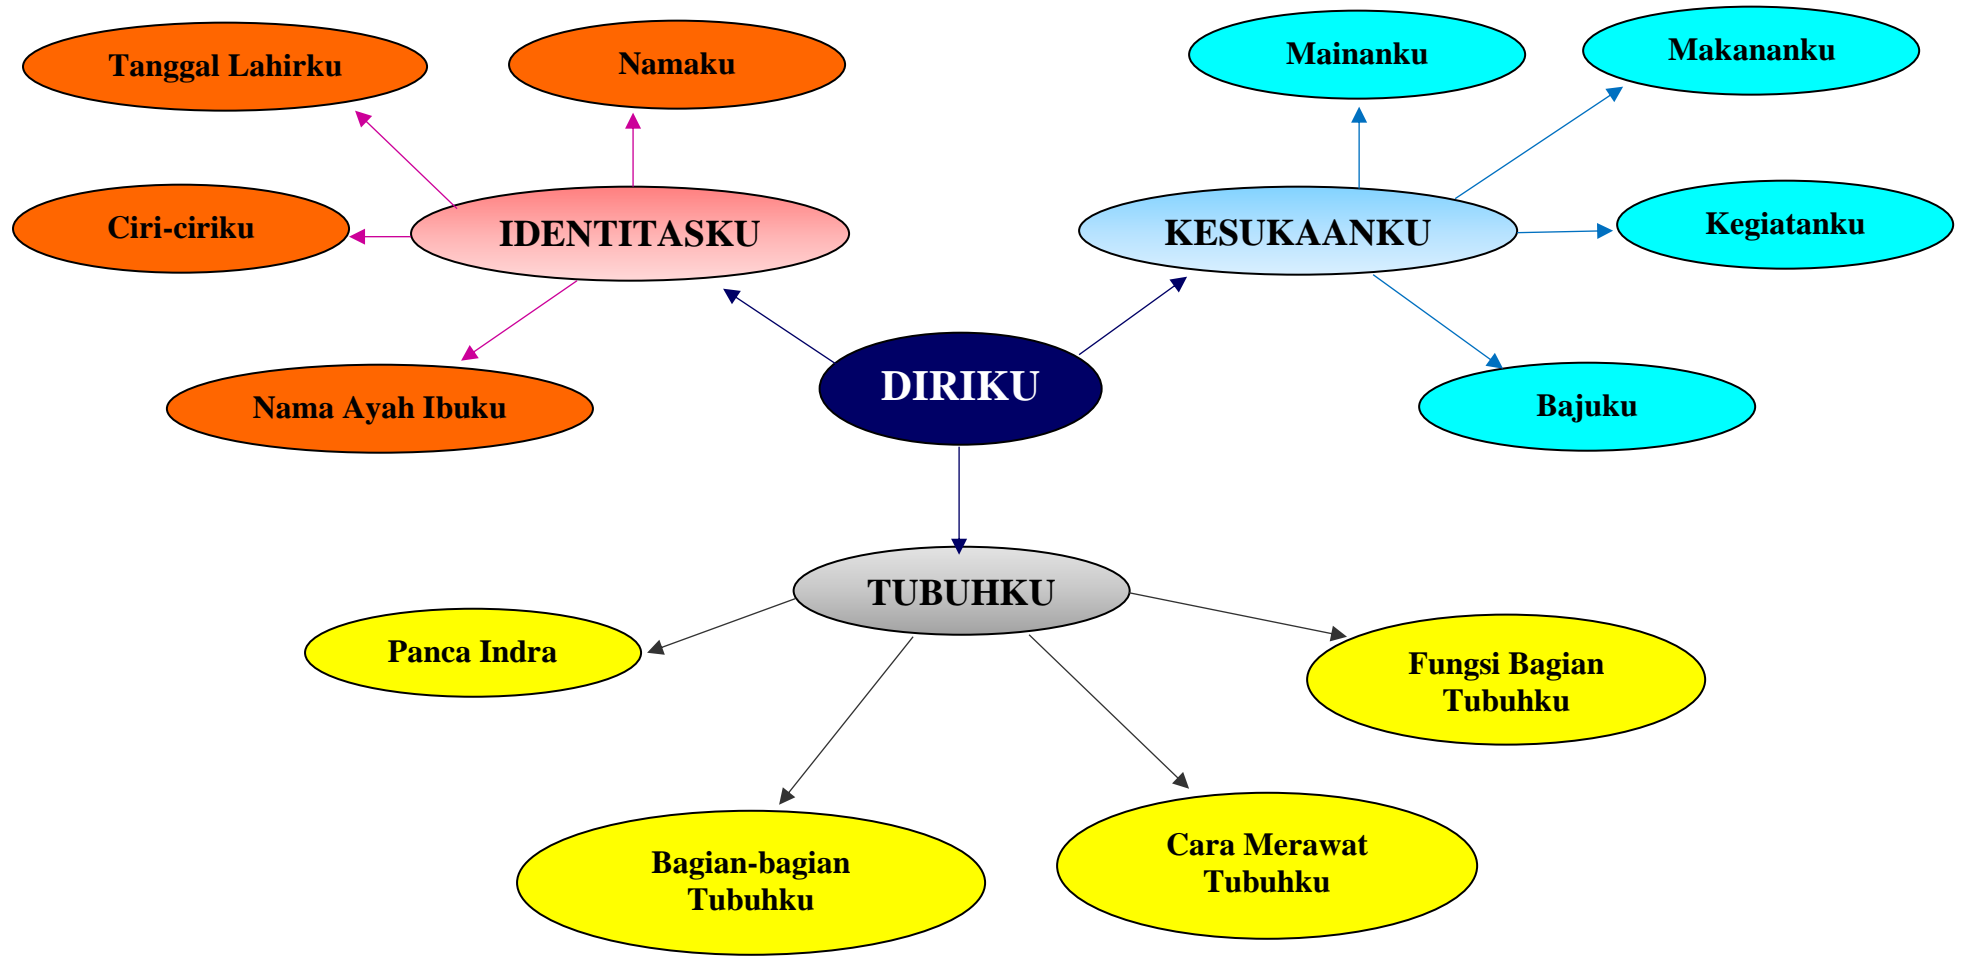 Tanggal Lahirku
Namaku
Mainanku
Makananku
Ciri-ciriku
IDENTITASKU
KESUKAANKU
Kegiatanku
Nama Ayah Ibuku
DIRIKU
Bajuku
TUBUHKU
Panca Indra
Fungsi Bagian
Tubuhku
Bagian-bagian
Tubuhku
Cara Merawat
Tubuhku